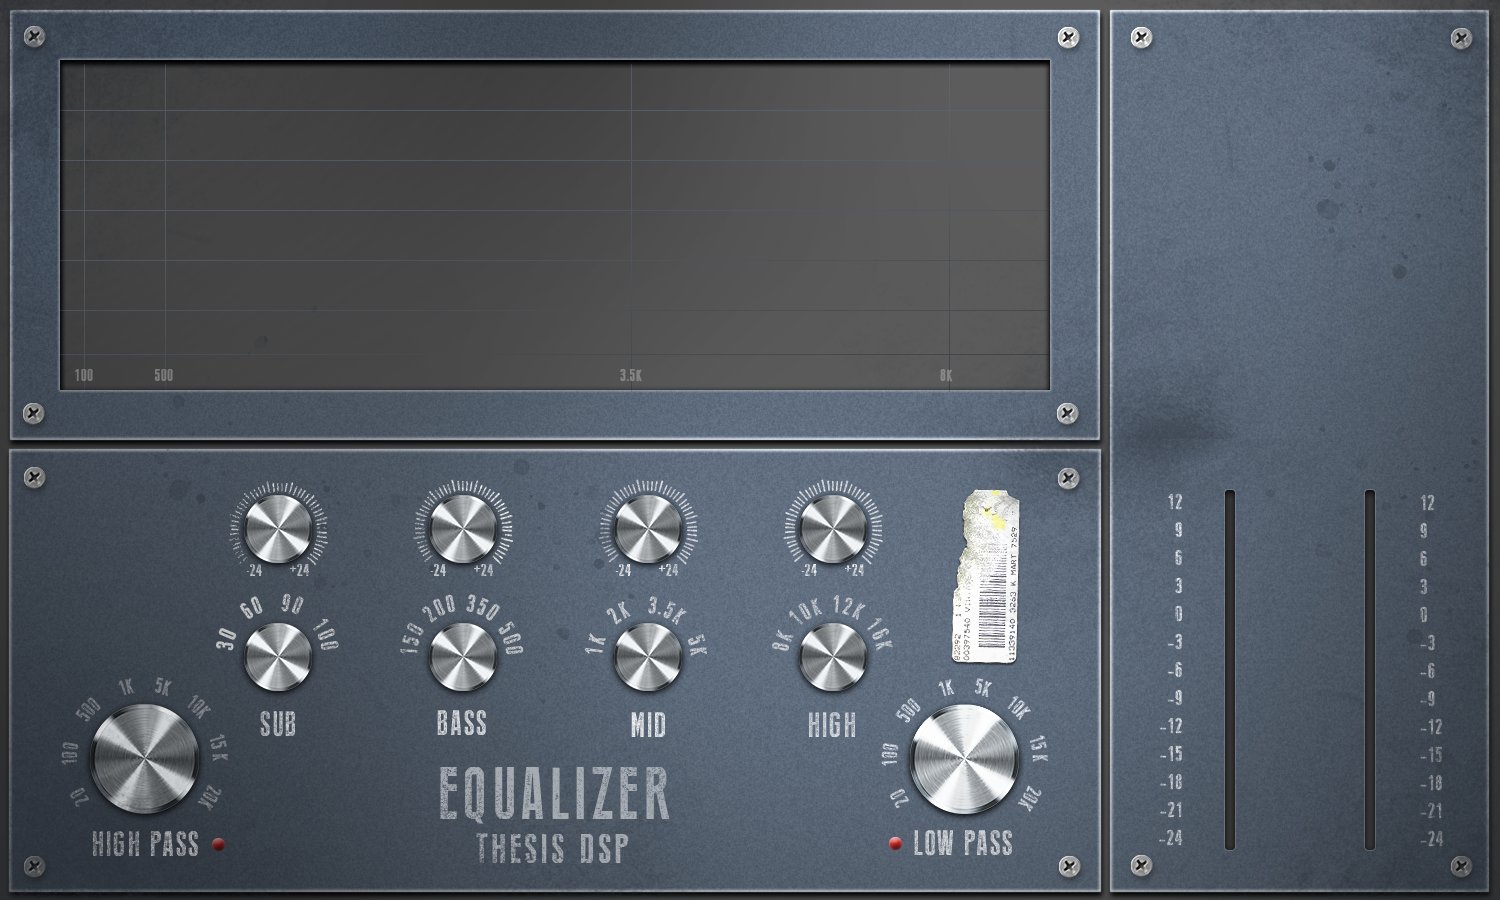 100 500 3.5K 8K
-24 +24
-24 +24
-24 +24
-24 +24
30 60 90 100
150 200 350 500
1K 2K 3.5K 5K
8K 10K 12K 16K
SUB
BASS
MID
HIGH
20 100 500 1K 5K 10K 15K 20K
HIGH PASS
EQUALIZER
THESIS DSP
20 100 500 1K 5K 10K 15K 20K
LOW PASS
11339140 0263 K MART 7529
12 12
9 9
6 6
3 3
0 0
-3 -3
-6 -6
-9 -9
-12 -12
-15 -15
-18 -18
-21 -21
-24 -24